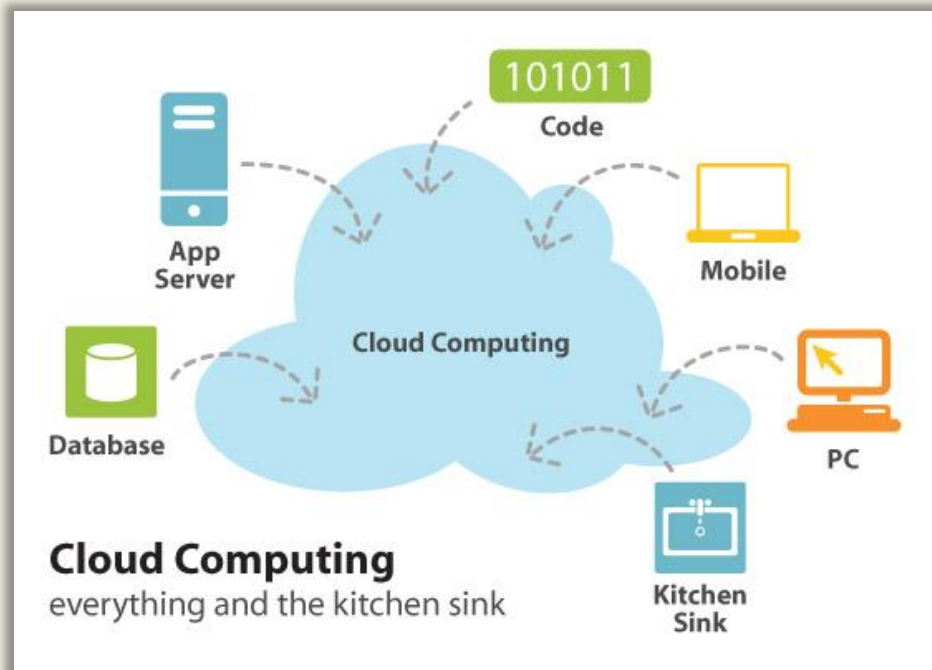 101011
Code
App
Server
Mobile
Cloud Computing
Database
PC
Kitchen
Sink
Cloud Computing
everything and the kitchen sink